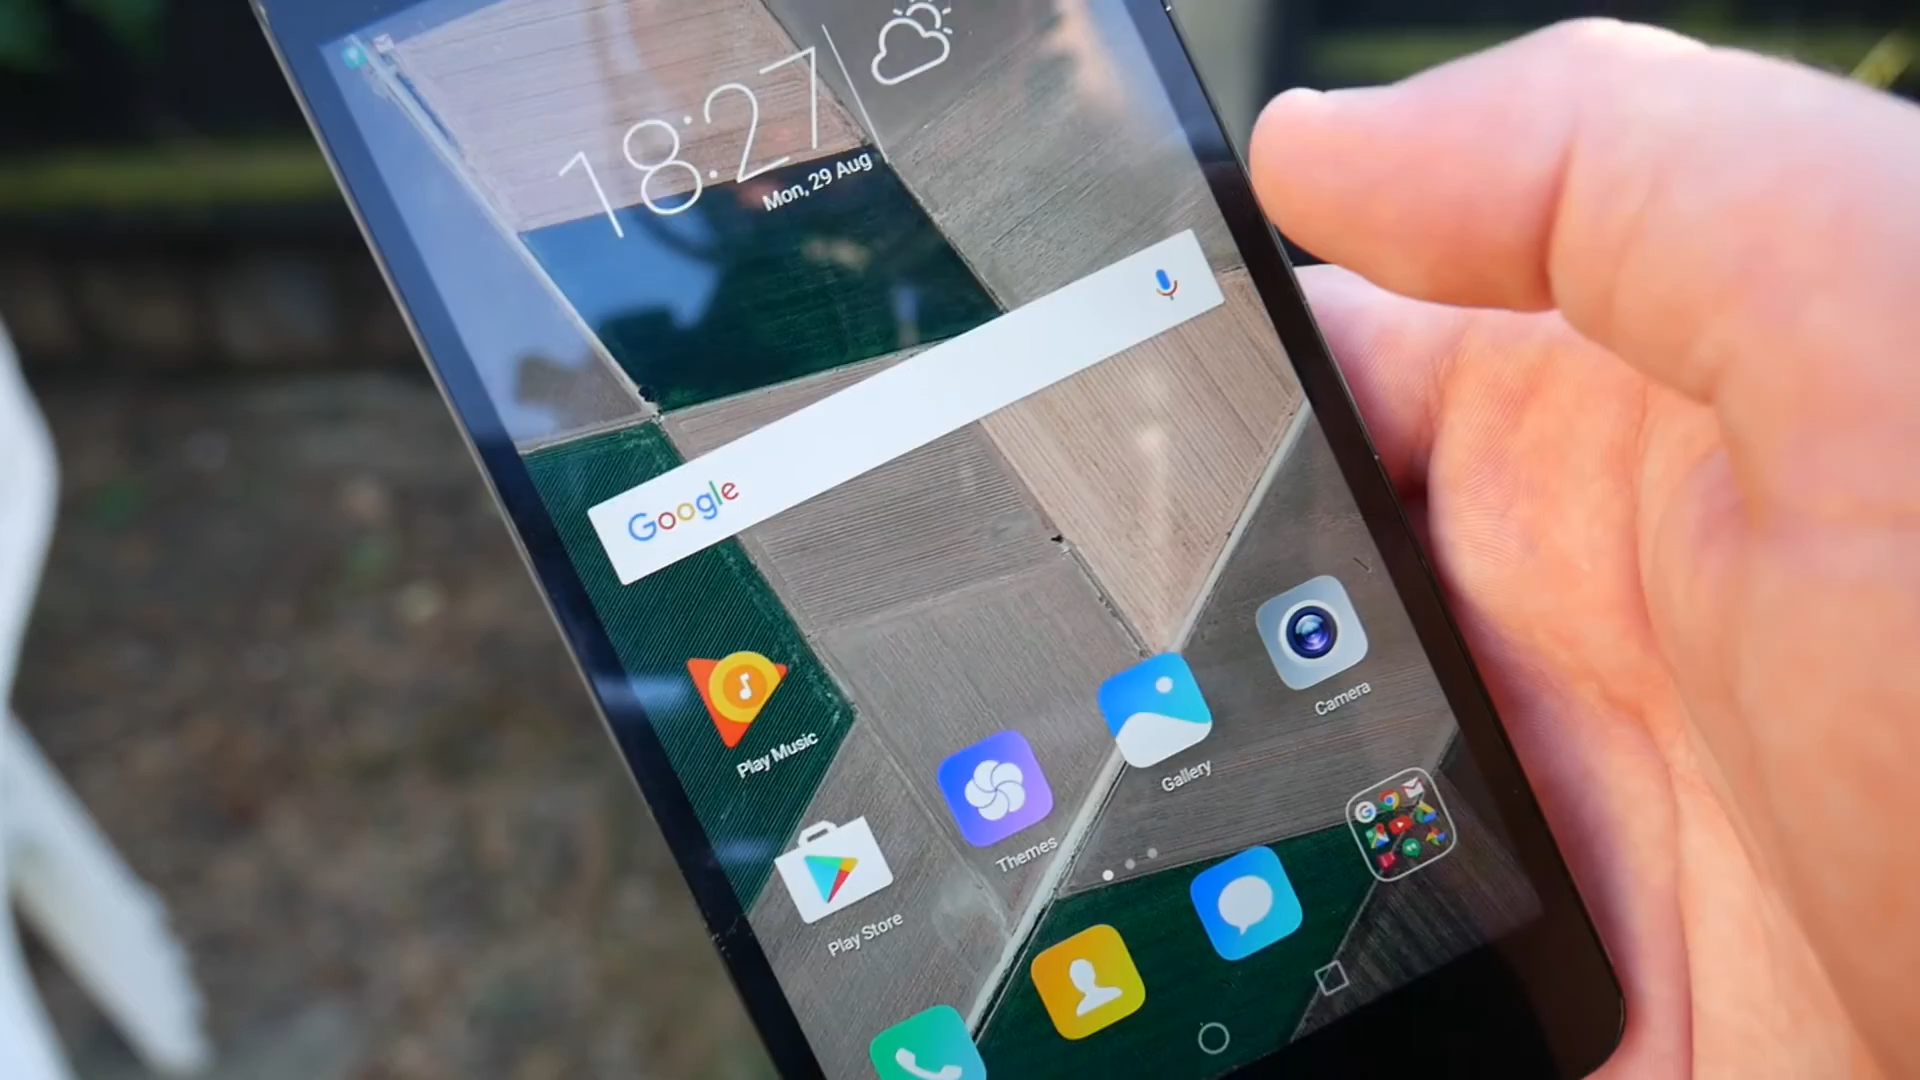 18:27
Mon, 29 Aug
Google
Play Music
Play Store
Themes
Gallery
Camera